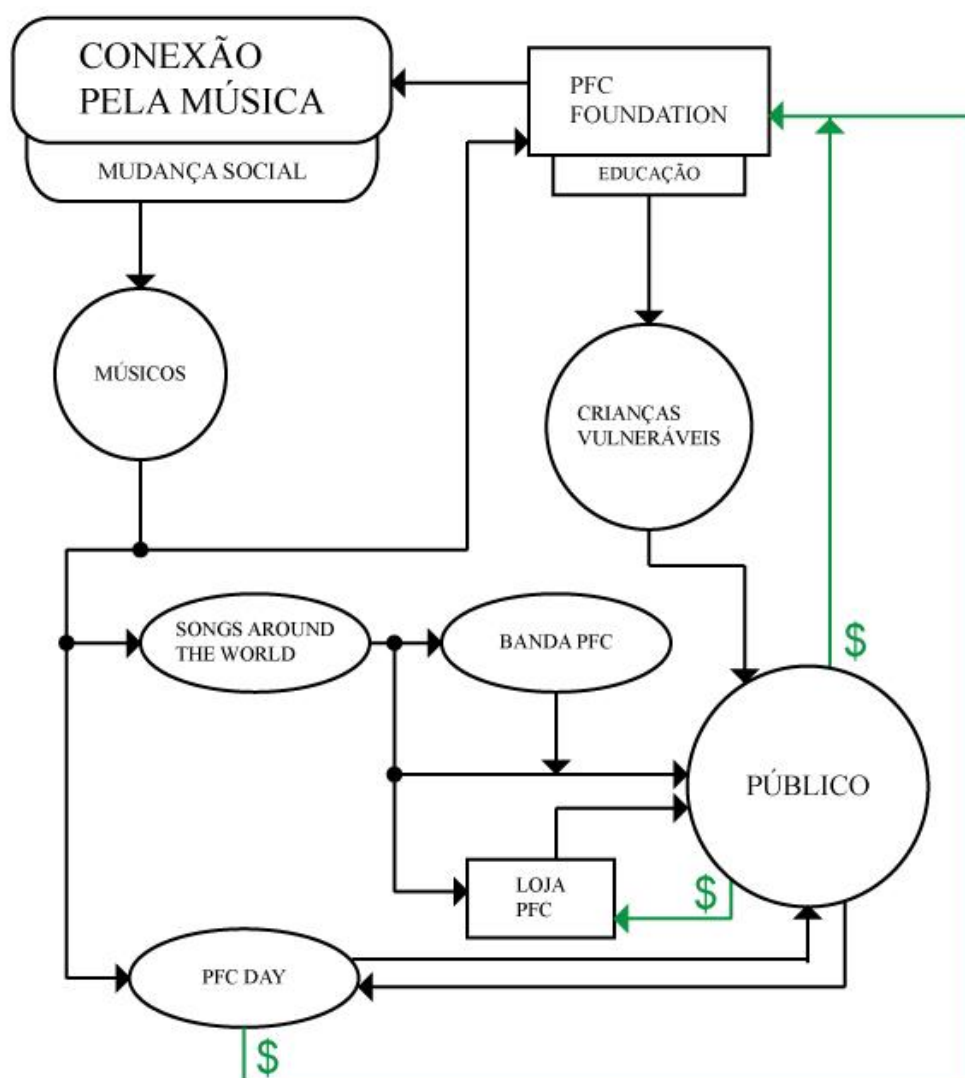 CONEXÃO
PELA MÚSICA
MUDANÇA SOCIAL
PFC
FOUNDATION
EDUCAÇÃO
MÚSICOS
CRIANÇAS
VULNERÁVEIS
SONGS AROUND
THE WORLD
BANDA PFC
$
PÚBLICO
LOJA
PFC
$
PFC DAY
$